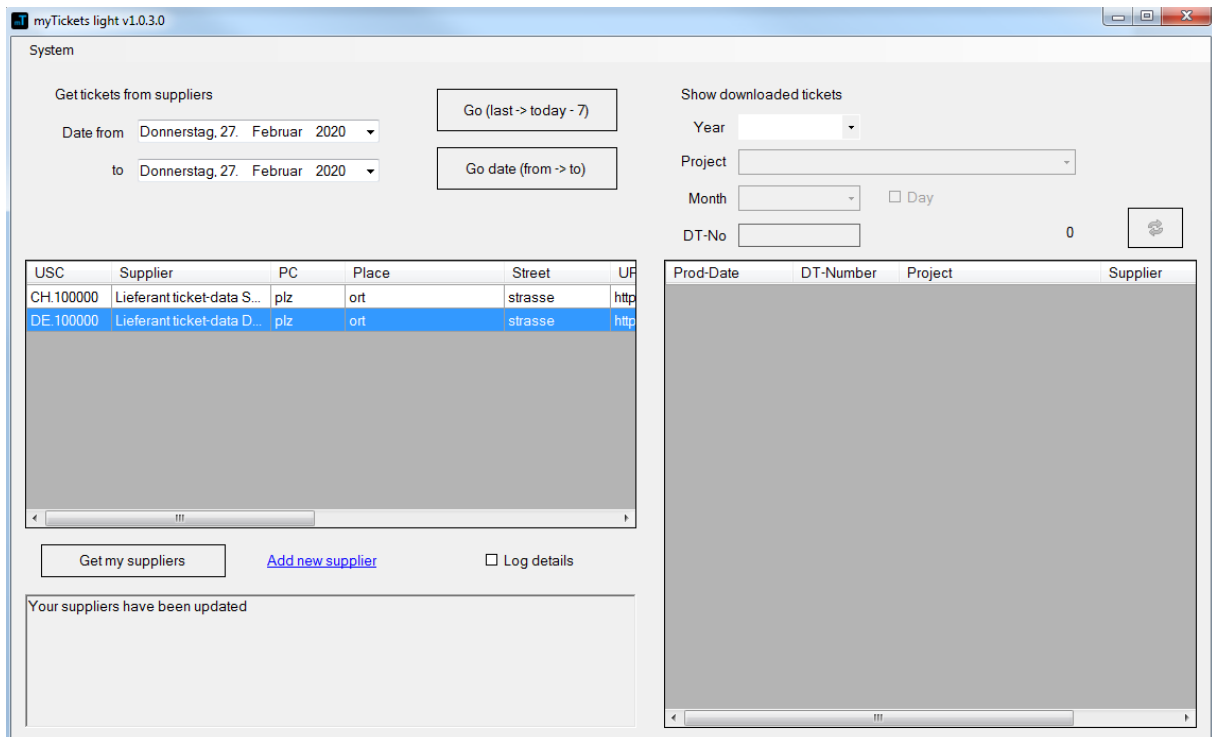 myTickets light v1.0.3.0
System
Get tickets from suppliers
Date from Donnerstag, 27. Februar 2020
to Donnerstag, 27. Februar 2020
Go (last -> today - 7)
Go date (from -> to)
Show downloaded tickets
Year
Project
Month Day
DT-No 0
USC Supplier PC Place Street
CH.100000 Lieferant ticket-data S... plz ort strasse http
DE.100000 Lieferant ticket-data D... plz ort strasse http
Get my suppliers Add new supplier Log details
Your suppliers have been updated
Prod-Date DT-Number Project Supplier